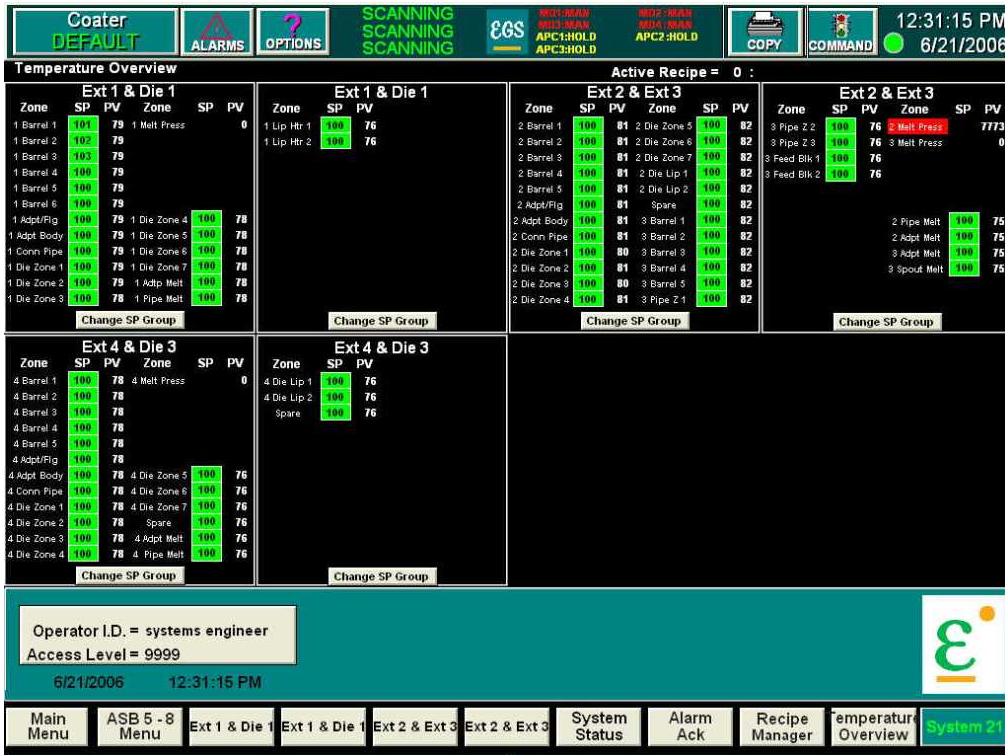 Coater
DEFAULT
ALARMS
OPTIONS
SCANNING
SCANNING
SCANNING
εGS
MD1:MAN
MD3:MAN
APC1:HOLD
APC3:HOLD
MD2:MAN
MD4:MAN
APC2:HOLD
COPY
COMMAND
12:31:15 PM
6/21/2006
Temperature Overview
Active Recipe = 0 :
Ext 1 & Die 1
Zone SP PV Zone SP PV
1 Barrel 1 101 79 1 Melt Press 0
1 Barrel 2 102 79
1 Barrel 3 103 79
1 Barrel 4 100 79
1 Barrel 5 100 79
1 Barrel 6 100 79
1 Adpt/Flg 100 79 1 Die Zone 4 100 78
1 Adpt Body 100 79 1 Die Zone 5 100 78
1 Conn Pipe 100 79 1 Die Zone 6 100 78
1 Die Zone 1 100 79 1 Die Zone 7 100 78
1 Die Zone 2 100 79 1 Adtp Melt 100 78
1 Die Zone 3 100 78 1 Pipe Melt 100 78
Change SP Group
Ext 1 & Die 1
Zone SP PV
1 Lip Htr 1 100 76
1 Lip Htr 2 100 76
Change SP Group
Ext 2 & Ext 3
Zone SP PV Zone SP PV
2 Barrel 1 100 81 2 Die Zone 5 100 82
2 Barrel 2 100 81 2 Die Zone 6 100 82
2 Barrel 3 100 81 2 Die Zone 7 100 82
2 Barrel 4 100 81 2 Die Lip 1 100 82
2 Barrel 5 100 81 2 Die Lip 2 100 82
2 Adpt/Flg 100 81 Spare 100 82
2 Adpt Body 100 81 3 Barrel 1 100 82
2 Conn Pipe 100 81 3 Barrel 2 100 82
2 Die Zone 1 100 80 3 Barrel 3 100 82
2 Die Zone 2 100 81 3 Barrel 4 100 82
2 Die Zone 3 100 80 3 Barrel 5 100 82
2 Die Zone 4 100 81 3 Pipe Z 1 100 82
Change SP Group
Ext 2 & Ext 3
Zone SP PV Zone SP PV
3 Pipe Z 2 100 76 2 Melt Press 7773
3 Pipe Z 3 100 76 3 Melt Press 0
3 Feed Blk 1 100 76
3 Feed Blk 2 100 76
2 Pipe Melt 100 75
2 Adpt Melt 100 75
3 Adpt Melt 100 75
3 Spout Melt 100 75
Change SP Group
Ext 4 & Die 3
Zone SP PV Zone SP PV
4 Barrel 1 100 78 4 Melt Press 0
4 Barrel 2 100 78
4 Barrel 3 100 78
4 Barrel 4 100 78
4 Barrel 5 100 78
4 Adpt/Flg 100 78
4 Adpt Body 100 78 4 Die Zone 5 100 76
4 Conn Pipe 100 78 4 Die Zone 6 100 76
4 Die Zone 1 100 78 4 Die Zone 7 100 76
4 Die Zone 2 100 78 Spare 100 76
4 Die Zone 3 100 78 4 Adpt Melt 100 76
4 Die Zone 4 100 78 4 Pipe Melt 100 76
Change SP Group
Ext 4 & Die 3
Zone SP PV
4 Die Lip 1 100 76
4 Die Lip 2 100 76
Spare 100 76
Change SP Group
Operator I.D. = systems engineer
Access Level = 9999
6/21/2006 12:31:15 PM
ε
Main
Menu
ASB 5 - 8
Menu
Ext 1 & Die 1
Ext 1 & Die 1
Ext 2 & Ext 3
Ext 2 & Ext 3
System
Status
Alarm
Ack
Recipe
Manager
Temperature
Overview
System 21